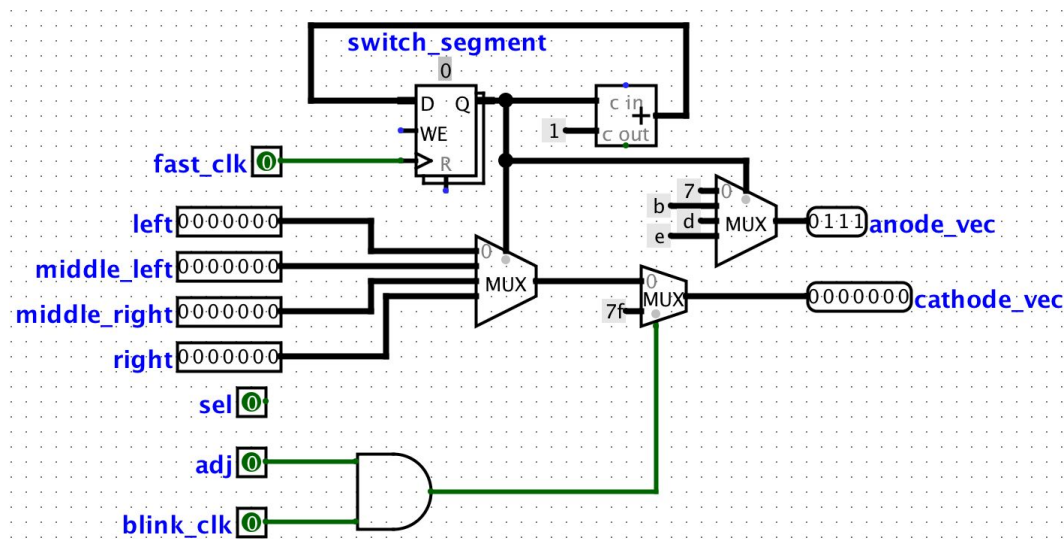 switch_segment
0
D Q
c in
+
WE
1
c out
fast_clk 0
R
7 0
b
MUX
d
e
0111 anode_vec
left 0000000
0
middle_left 0000000
MUX
0
MUX
7f
0000000 cathode_vec
middle_right 0000000
right 0000000
sel 0
adj 0
blink_clk 0